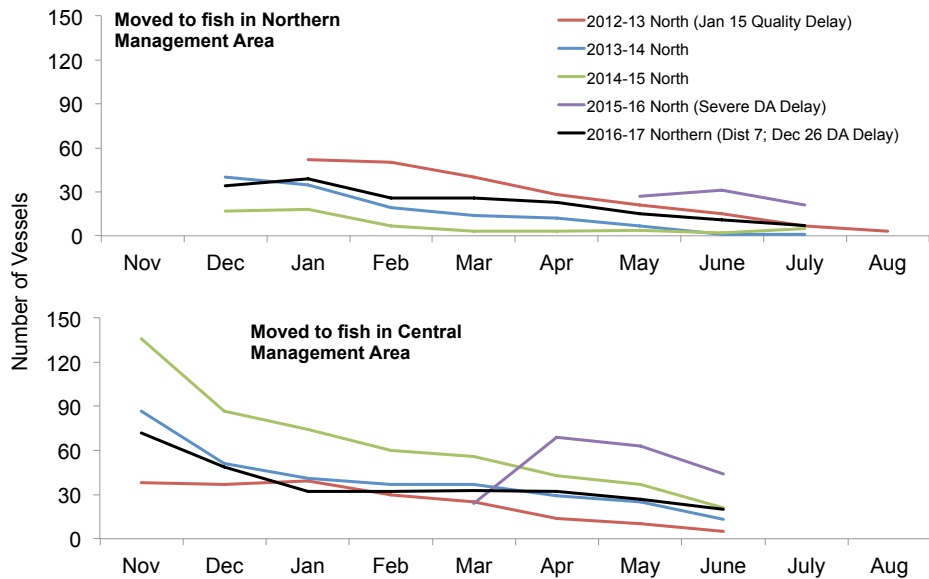 Moved to fish in Northern
Management Area
2012-13 North (Jan 15 Quality Delay)
2013-14 North
2014-15 North
2015-16 North (Severe DA Delay)
2016-17 Northern (Dist 7; Dec 26 DA Delay)
150
120
90
60
30
0
Nov Dec Jan Feb Mar Apr May June July Aug
Number of Vessels
Moved to fish in Central
Management Area
150
120
90
60
30
0
Nov Dec Jan Feb Mar Apr May June July Aug